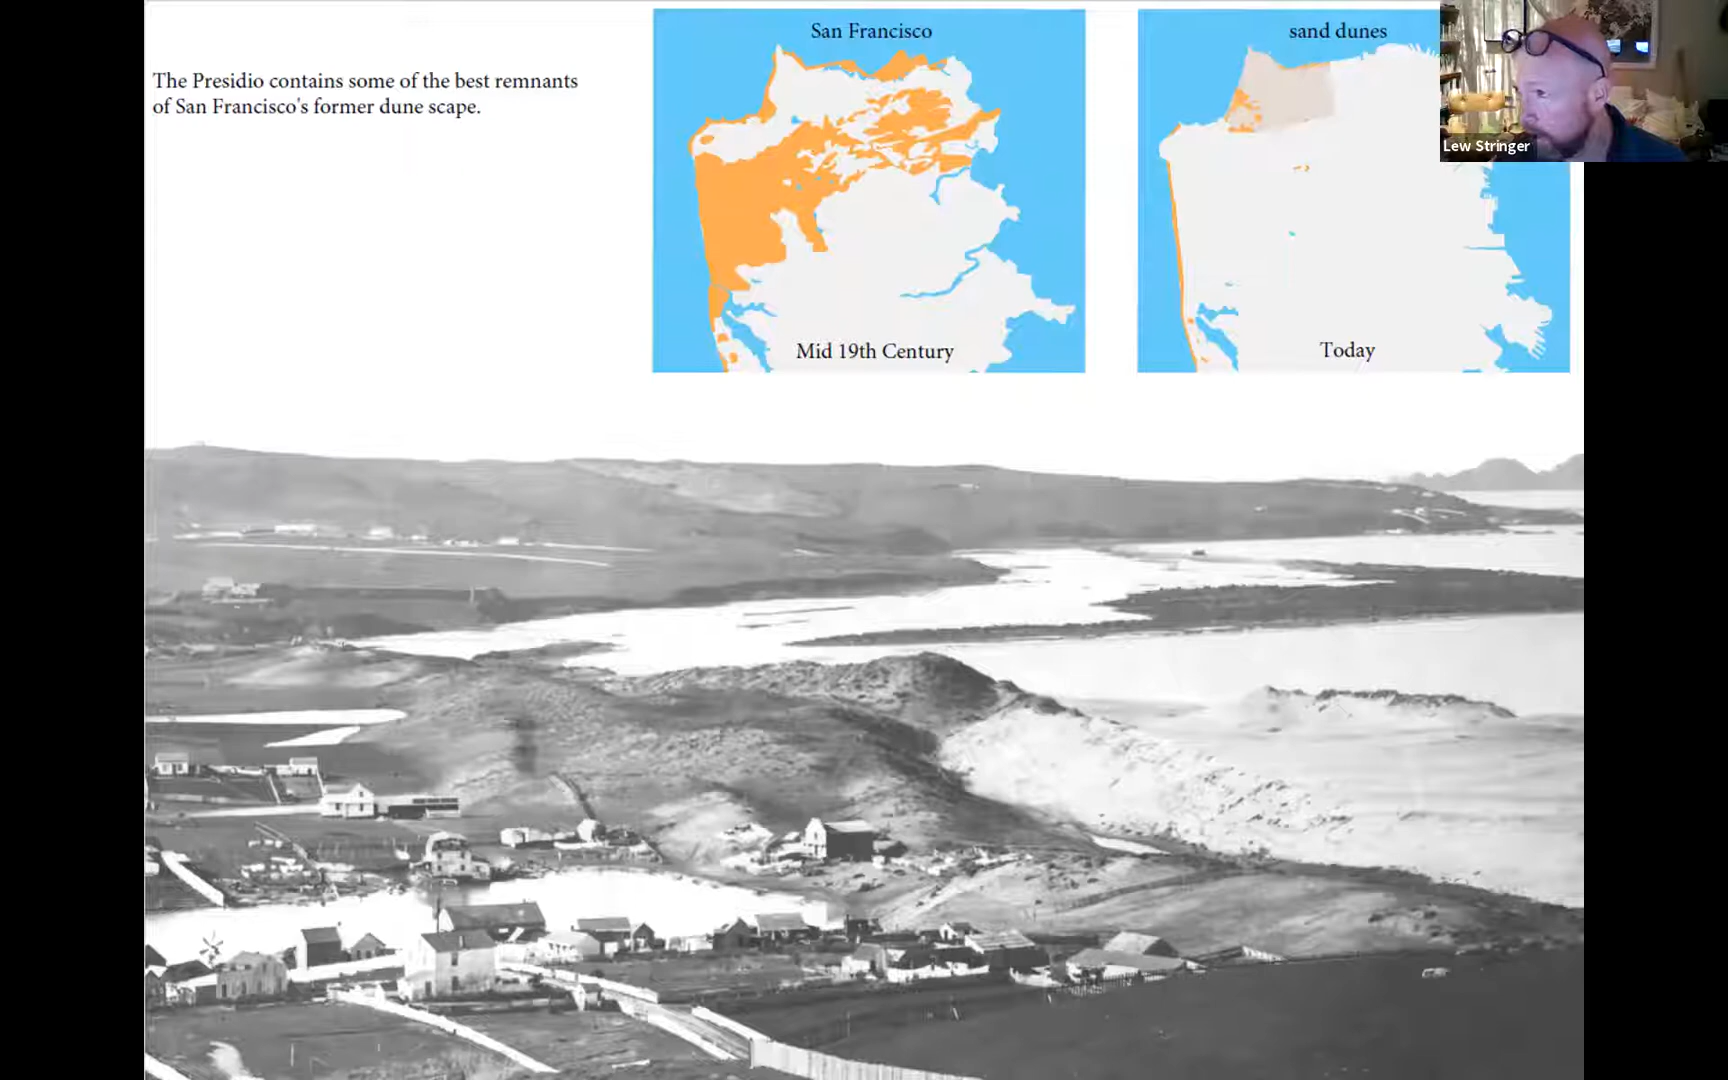 The Presidio contains some of the best remnants
of San Francisco's former dune scape.
San Francisco
Mid 19th Century
sand dunes
Today
Lew Stringer